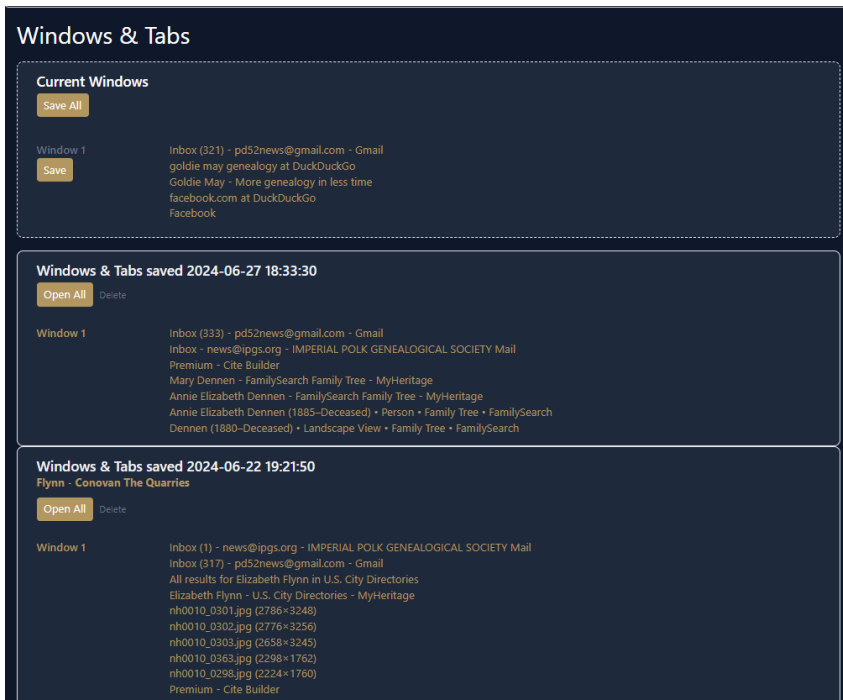 Windows & Tabs
Current Windows
Save All
Window 1
Save
Inbox (321) - pd52news@gmail.com - Gmail
goldie may genealogy at DuckDuckGo
Goldie May - More genealogy in less time
facebook.com at DuckDuckGo
Facebook
Windows & Tabs saved 2024-06-27 18:33:30
Open All Delete
Window 1
Inbox (333) - pd52news@gmail.com - Gmail
Inbox - news@ipgs.org - IMPERIAL POLK GENEALOGICAL SOCIETY Mail
Premium - Cite Builder
Mary Dennen - FamilySearch Family Tree - MyHeritage
Annie Elizabeth Dennen - FamilySearch Family Tree - MyHeritage
Annie Elizabeth Dennen (1885–Deceased) • Person • Family Tree • FamilySearch
Dennen (1880–Deceased) • Landscape View • Family Tree • FamilySearch
Windows & Tabs saved 2024-06-22 19:21:50
Flynn - Conovan The Quarries
Open All Delete
Window 1
Inbox (1) - news@ipgs.org - IMPERIAL POLK GENEALOGICAL SOCIETY Mail
Inbox (317) - pd52news@gmail.com - Gmail
All results for Elizabeth Flynn in U.S. City Directories
Elizabeth Flynn - U.S. City Directories - MyHeritage
nh0010_0301.jpg (2786×3248)
nh0010_0302.jpg (2776×3256)
nh0010_0303.jpg (2658×3245)
nh0010_0363.jpg (2298×1762)
nh0010_0298.jpg (2224×1760)
Premium - Cite Builder